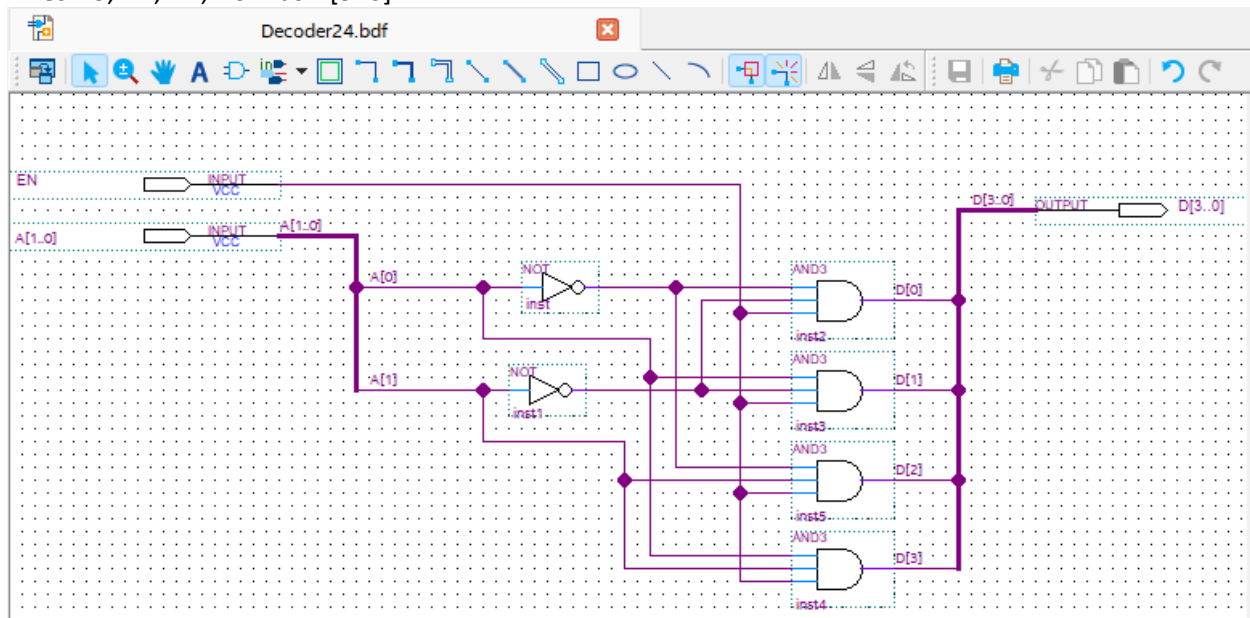 Decoder24.bdf
EN
INPUT
VCC
A[1..0]
INPUT
VCC
A[1..0]
D[3..0]
OUTPUT
D[3..0]
A[0]
NOT
inst
AND3
D[0]
inst2
A[1]
NOT
inst1
AND3
D[1]
inst3
AND3
D[2]
inst5
AND3
D[3]
inst4